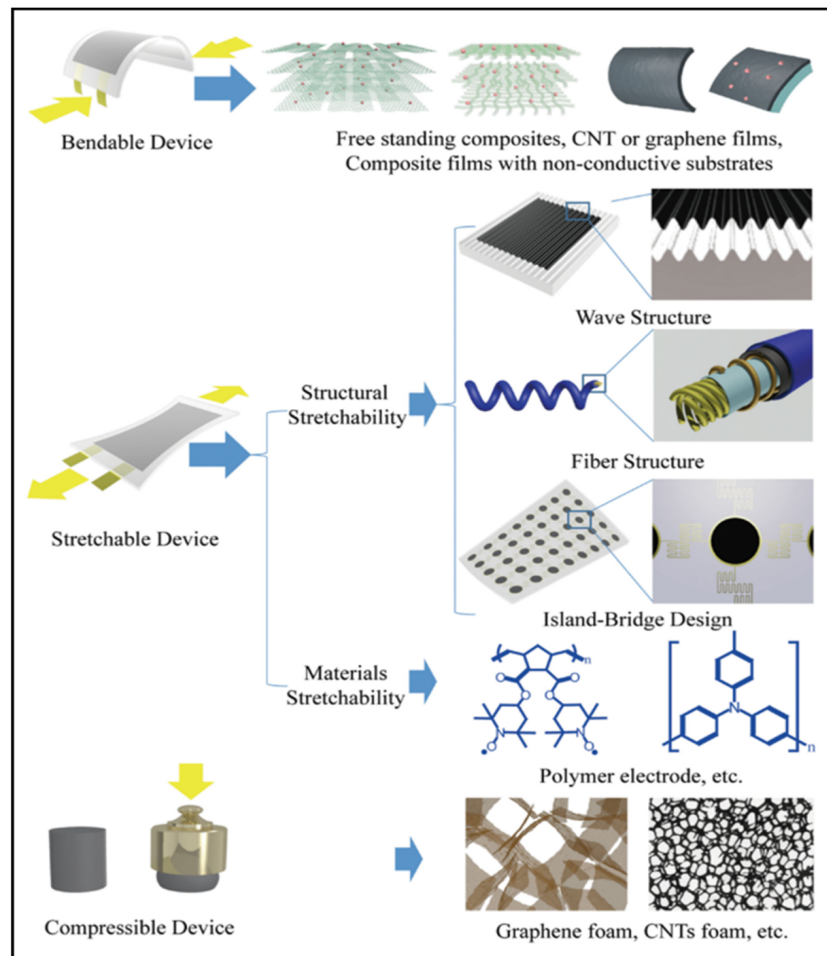 Bendable Device
Free standing composites, CNT or graphene films,
Composite films with non-conductive substrates
Wave Structure
Structural
Stretchability
Fiber Structure
Stretchable Device
Island-Bridge Design
Materials
Stretchability
n
O
O
O
O
N
N
O
O
N
n
Polymer electrode, etc.
Compressible Device
Graphene foam, CNTs foam, etc.